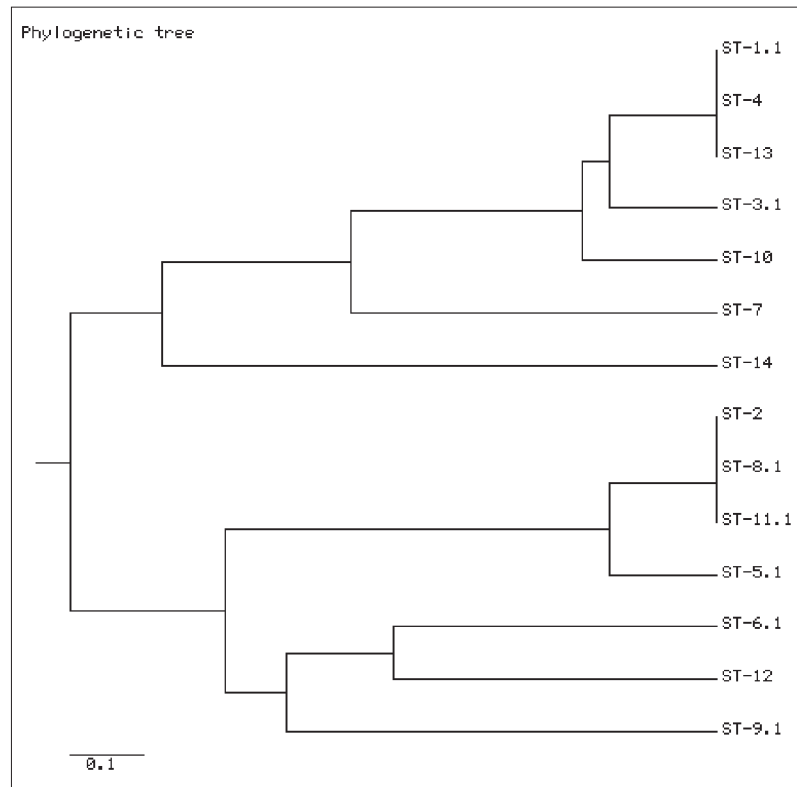 Phylogenetic tree
ST-1.1
ST-4
ST-13
ST-3.1
ST-10
ST-7
ST-14
ST-2
ST-8.1
ST-11.1
ST-5.1
ST-6.1
ST-12
ST-9.1
0.1